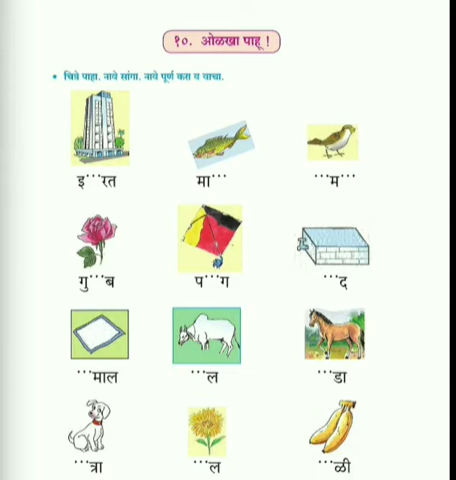 १०. ओळखा पाहू !
• चित्रे पाहा. नावे सांगा. नावे पूर्ण करा व वाचा.
इ...रत मा... ...म...
गु...ब प...ग ...द
...माल ...ल ...डा
...त्रा ...ल ...ळी